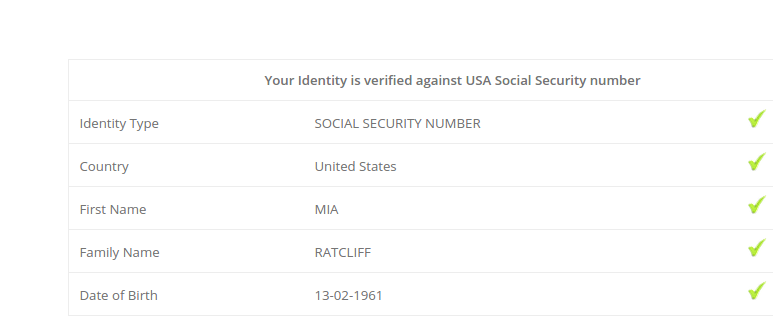 Your Identity is verified against USA Social Security number
Identity Type SOCIAL SECURITY NUMBER
Country United States
First Name MIA
Family Name RATCLIFF
Date of Birth 13-02-1961